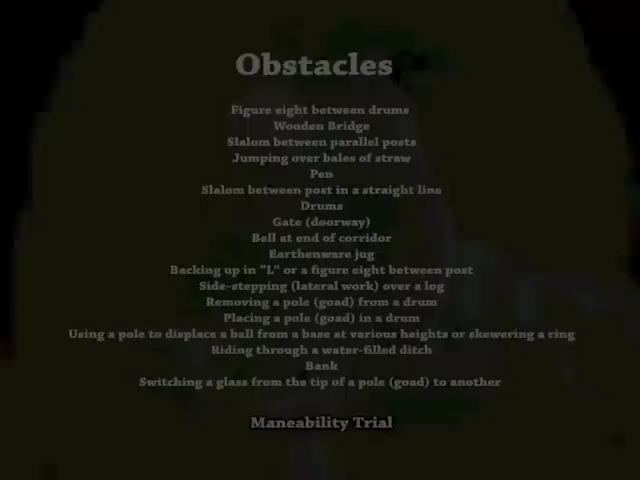 Obstacles
Figure eight between drums
Wooden Bridge
Slalom between parallel posts
Jumping over bales of straw
Pen
Slalom between post in a straight line
Drums
Gate (doorway)
Bell at end of corridor
Earthenware jug
Backing up in "L" or a figure eight between post
Side-stepping (lateral work) over a log
Removing a pole (goad) from a drum
Placing a pole (goad) in a drum
Using a pole to displace a ball from a base at various heights or skewering a ring
Riding through a water-filled ditch
Bank
Switching a glass from the tip of a pole (goad) to another
Maneability Trial